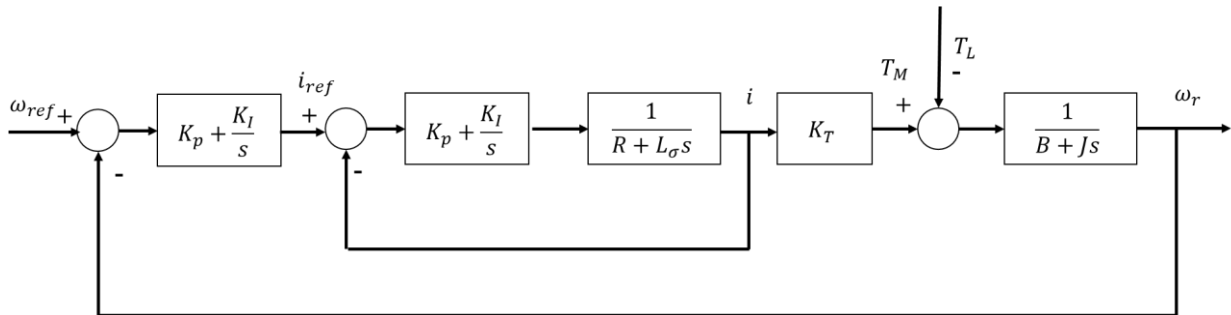 ω_ref
+
-
K_p + K_I/s
i_ref
+
-
K_p + K_I/s
1/(R + L_σ s)
i
K_T
T_M
+
T_L
-
1/(B + Js)
ω_r